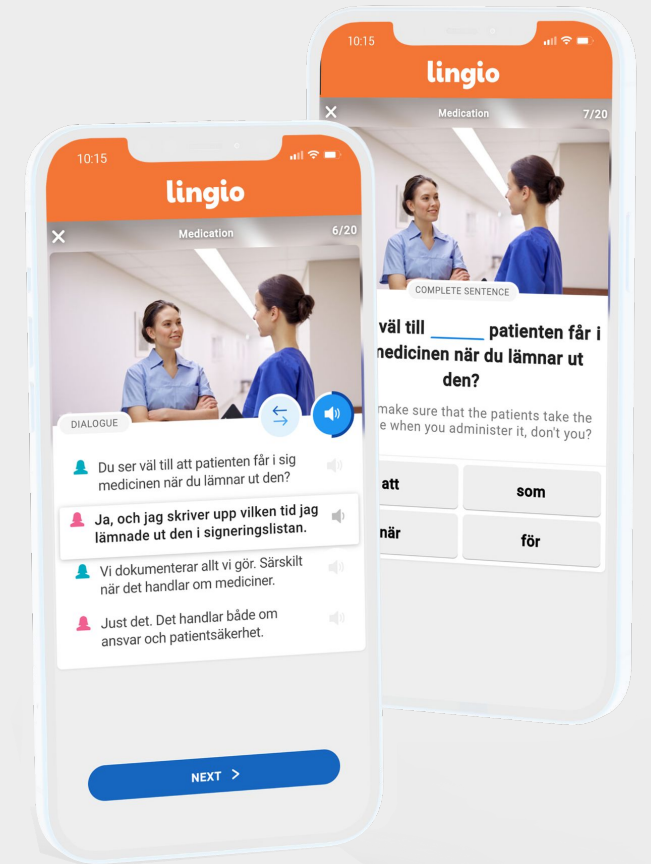 10:15
lingio
Medication
6/20
DIALOGUE
Du ser väl till att patienten får i sig
medicinen när du lämnar ut den?
Ja, och jag skriver upp vilken tid jag
lämnade ut den i signeringslistan.
Vi dokumenterar allt vi gör. Särskilt
när det handlar om mediciner.
Just det. Det handlar både om
ansvar och patientsäkerhet.
NEXT >
10:15
lingio
Medication
7/20
COMPLETE SENTENCE
väl till ______ patienten får i
medicinen när du lämnar ut
den?
make sure that the patients take the
e when you administer it, don't you?
att
som
när
för